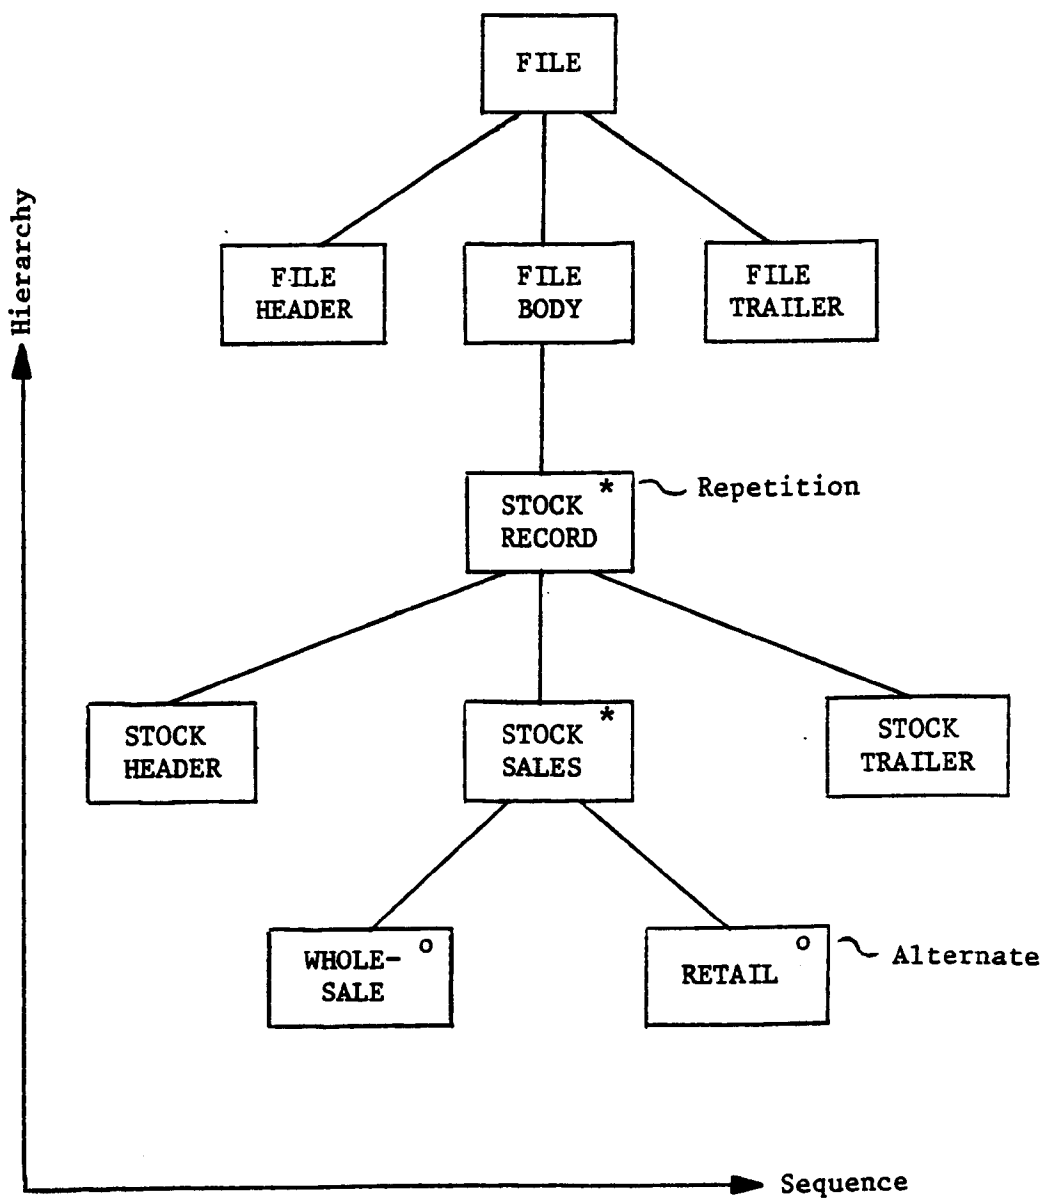 FILE
Hierarchy
FILE
HEADER
FILE
BODY
FILE
TRAILER
STOCK *
RECORD
Repetition
STOCK
HEADER
STOCK *
SALES
STOCK
TRAILER
WHOLE- o
SALE
RETAIL o
Alternate
Sequence